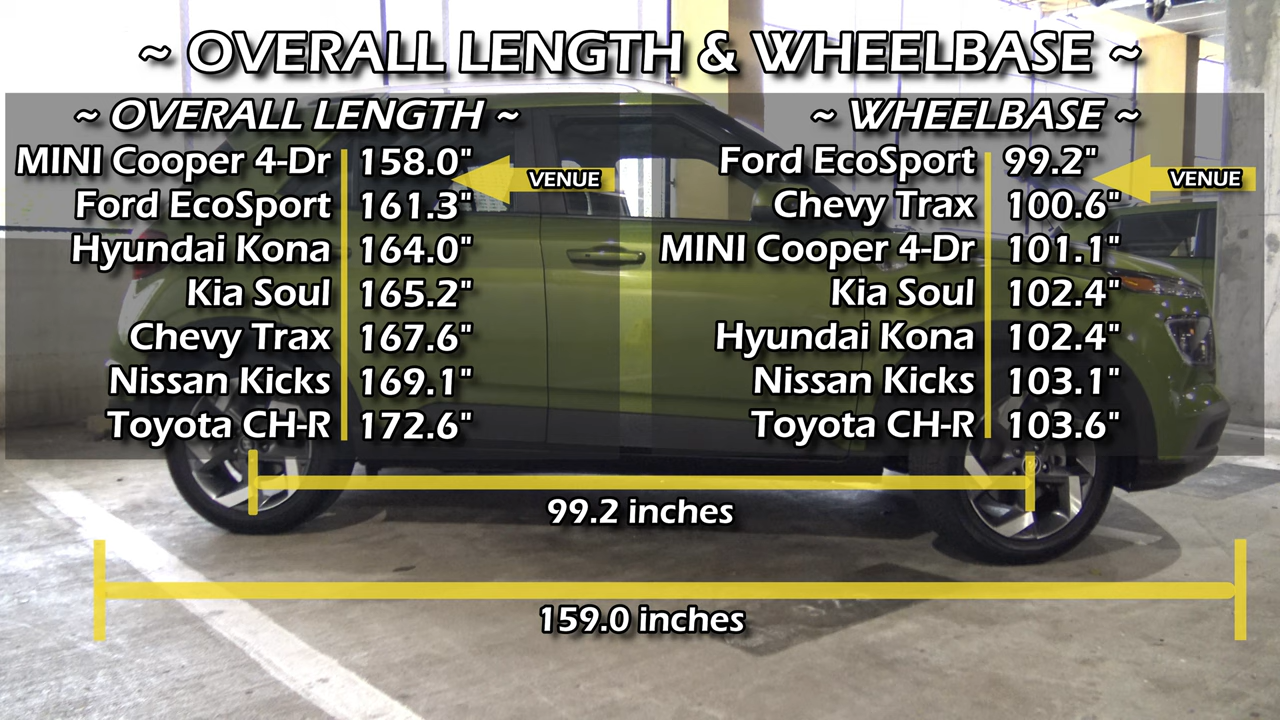 ~ OVERALL LENGTH & WHEELBASE ~
~ OVERALL LENGTH ~
MINI Cooper 4-Dr 158.0"
VENUE
Ford EcoSport 161.3"
Hyundai Kona 164.0"
Kia Soul 165.2"
Chevy Trax 167.6"
Nissan Kicks 169.1"
Toyota CH-R 172.6"
~ WHEELBASE ~
Ford EcoSport 99.2"
VENUE
Chevy Trax 100.6"
MINI Cooper 4-Dr 101.1"
Kia Soul 102.4"
Hyundai Kona 102.4"
Nissan Kicks 103.1"
Toyota CH-R 103.6"
99.2 inches
159.0 inches